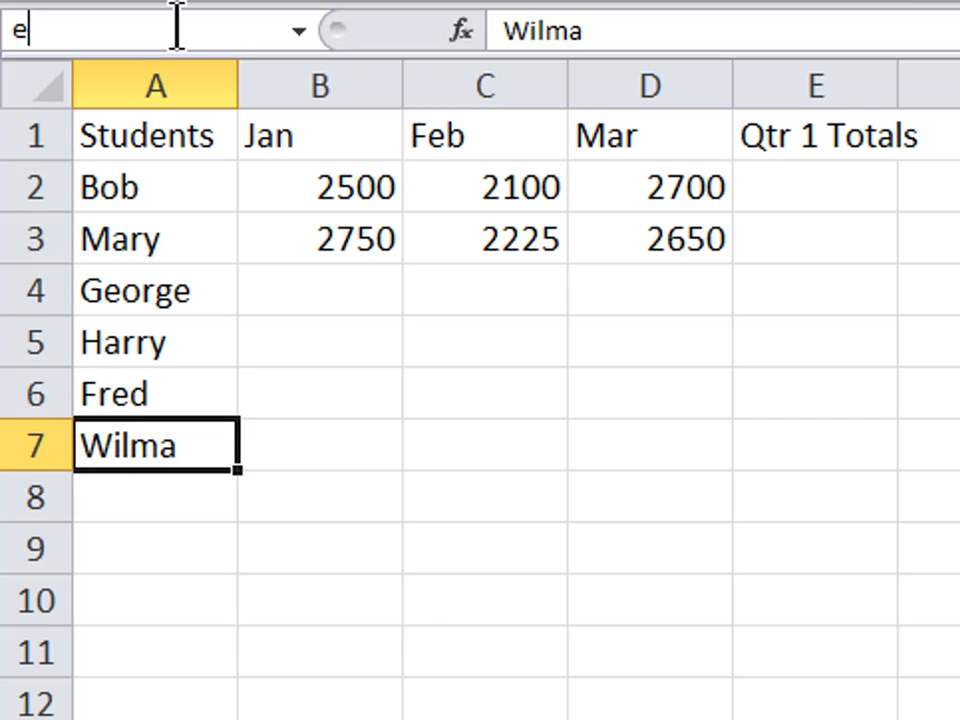 e fx Wilma
A B C D E
1 Students Jan Feb Mar Qtr 1 Totals
2 Bob 2500 2100 2700
3 Mary 2750 2225 2650
4 George
5 Harry
6 Fred
7 Wilma
8
9
10
11
12